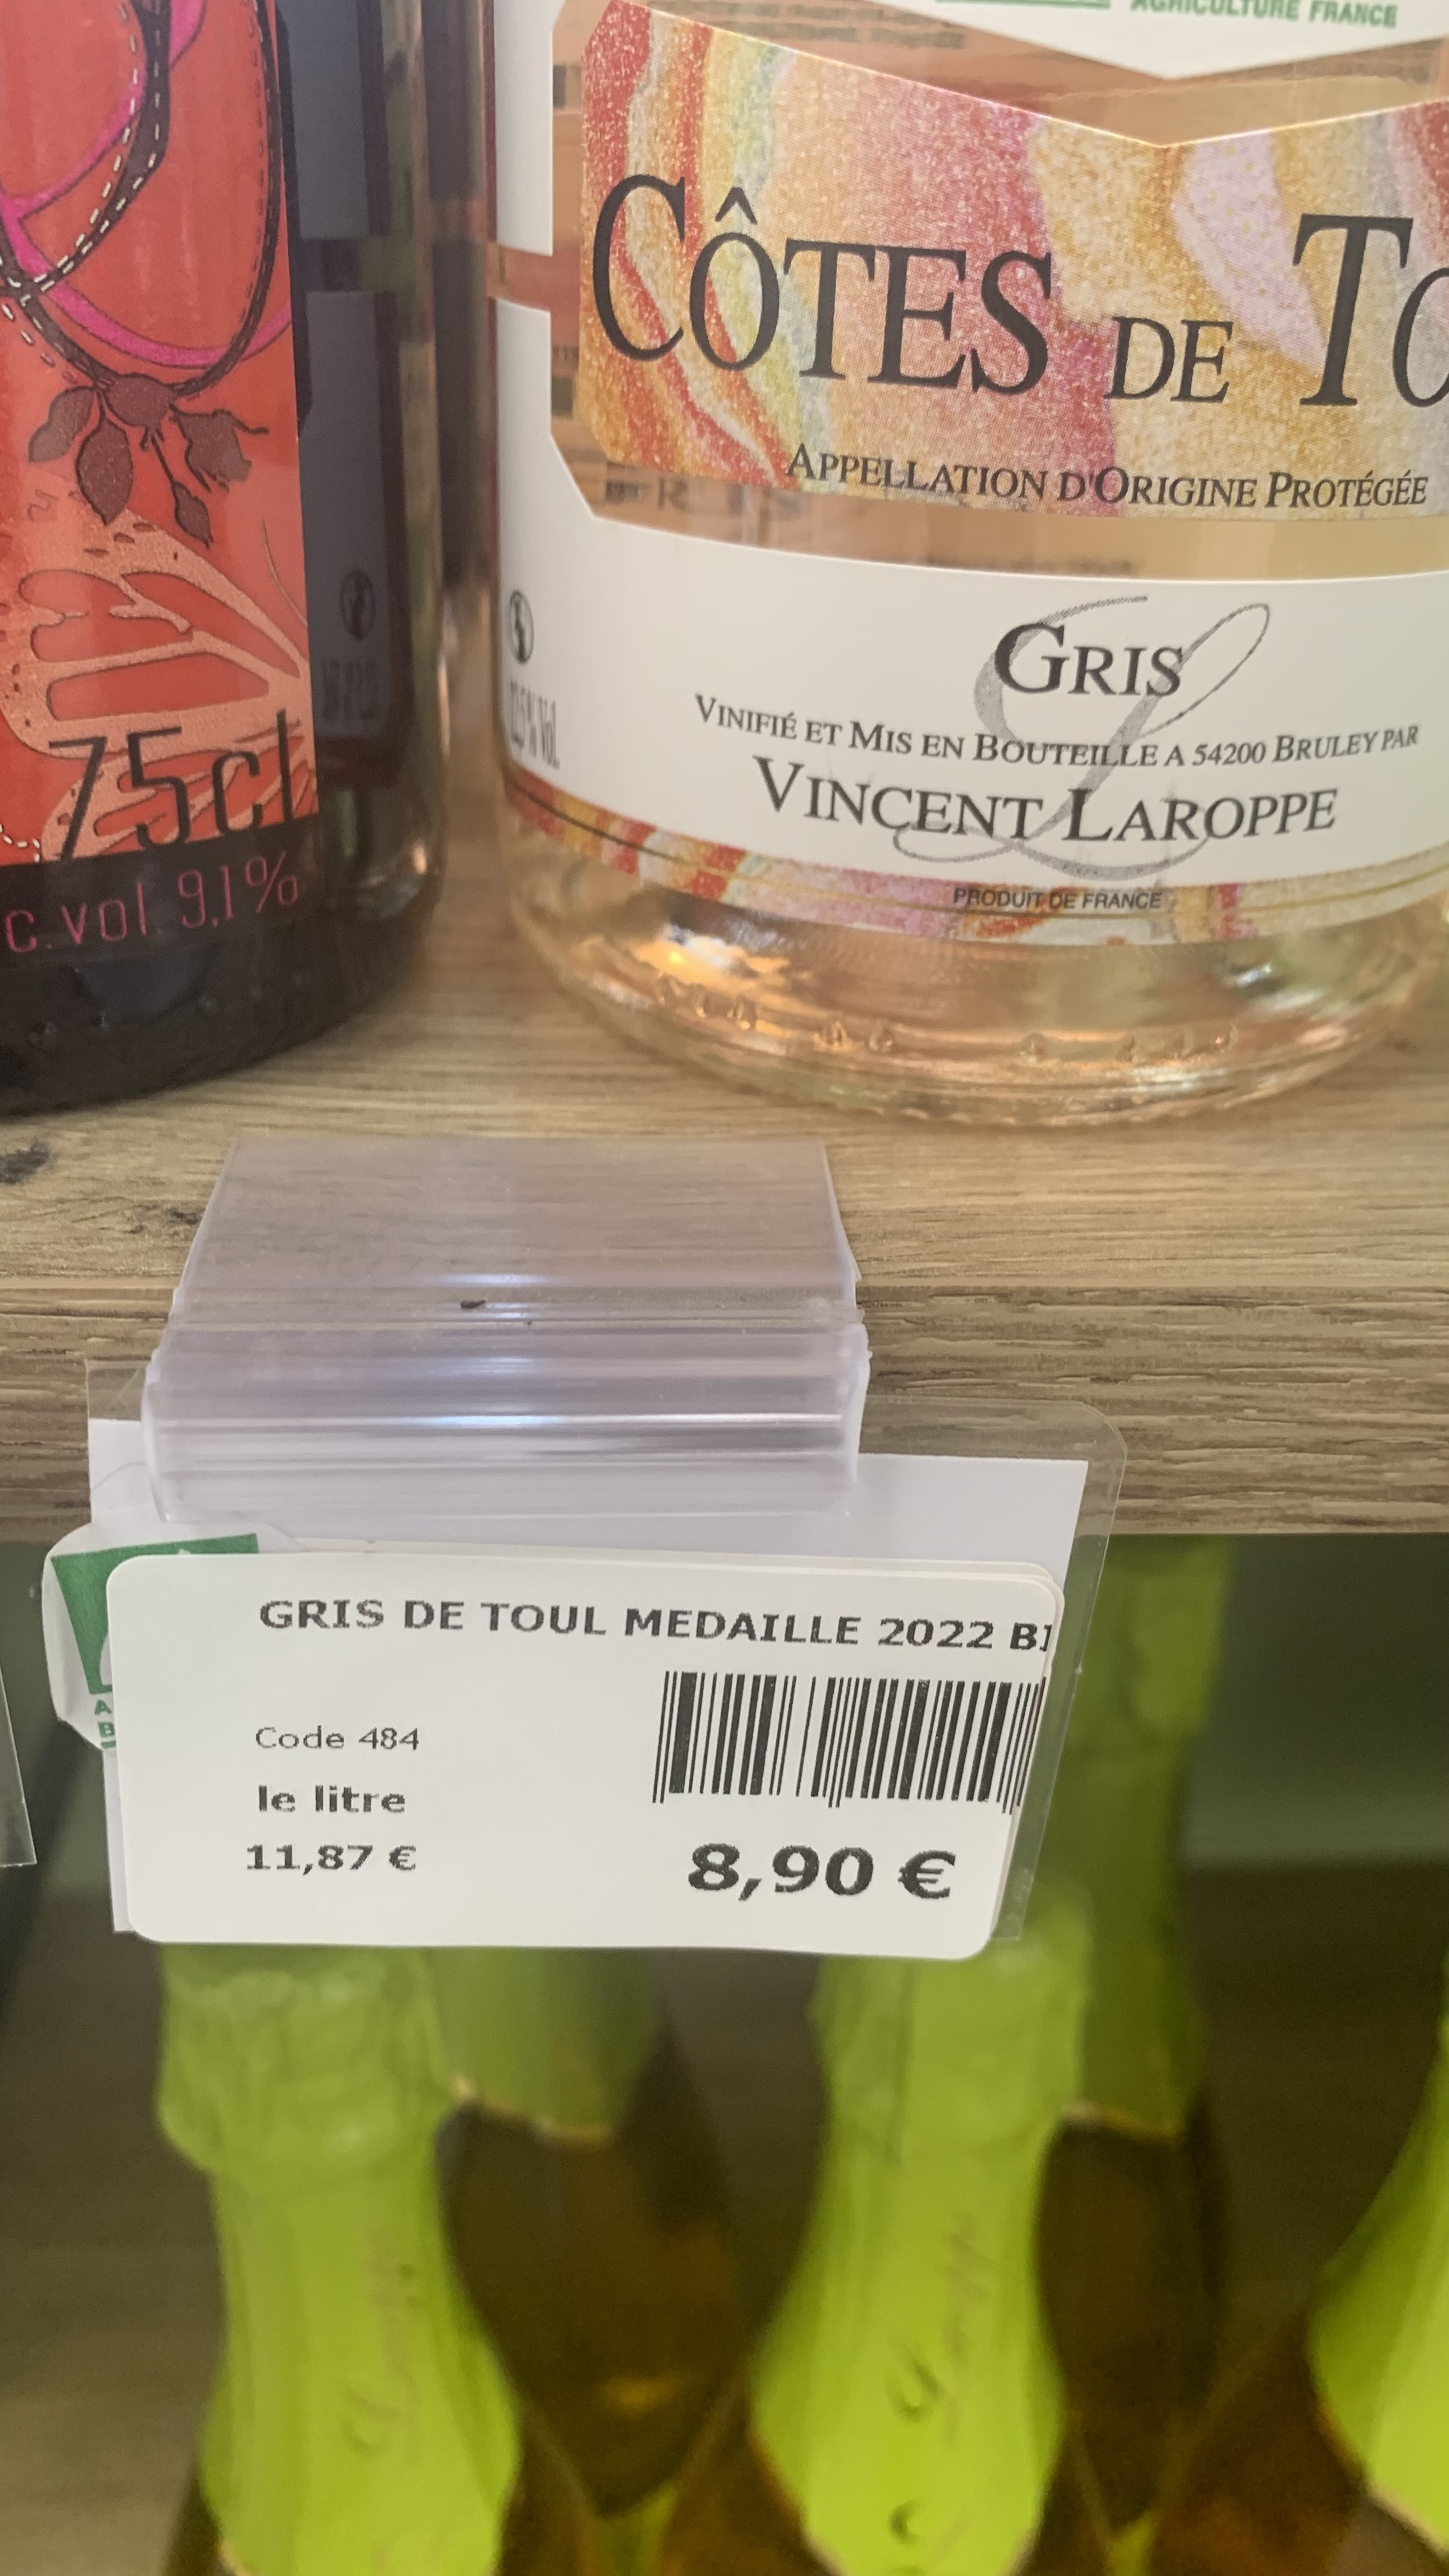 AGRICULTURE FRANCE
CÔTES DE TO
APPELLATION D'ORIGINE PROTÉGÉE
GRIS
VINIFIÉ ET MIS EN BOUTEILLE A 54200 BRULEY PAR
VINCENT LAROPPE
PRODUIT DE FRANCE
75cl
C. vol. 9,1%
GRIS DE TOUL MEDAILLE 2022 BI
Code 484
le litre
11,87 €
8,90 €
A
B